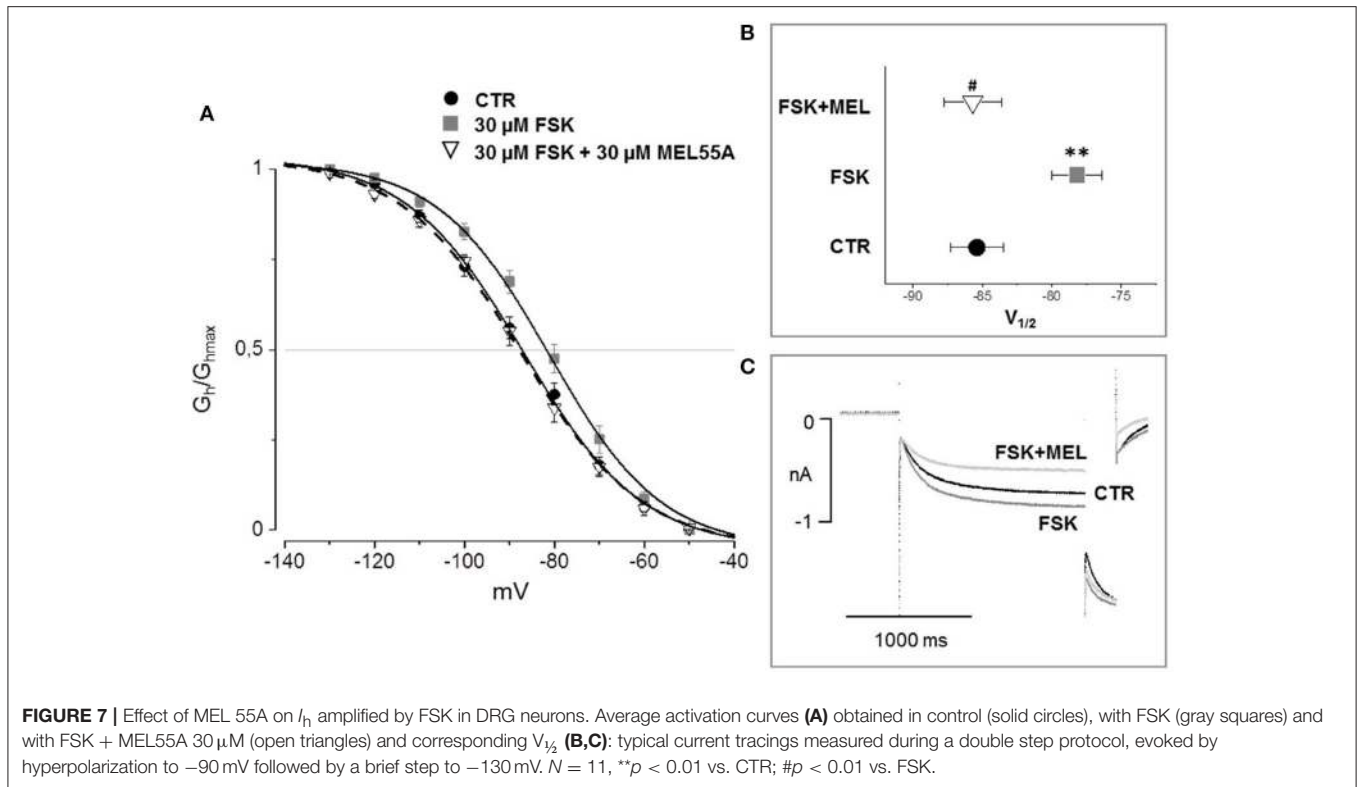 A
CTR
30 µM FSK
30 µM FSK + 30 µM MEL55A
1
0.5
0
Gh/Ghmax
-140 -120 -100 -80 -60 -40
mV
B
FSK+MEL
#
FSK
**
CTR
-90 -85 -80 -75
V1/2
C
0
nA
-1
FSK+MEL
CTR
FSK
1000 ms
FIGURE 7 | Effect of MEL 55A on Ih amplified by FSK in DRG neurons. Average activation curves (A) obtained in control (solid circles), with FSK (gray squares) and
with FSK + MEL55A 30 µM (open triangles) and corresponding V½ (B,C): typical current tracings measured during a double step protocol, evoked by
hyperpolarization to −90 mV followed by a brief step to −130 mV. N = 11, **p < 0.01 vs. CTR; #p < 0.01 vs. FSK.